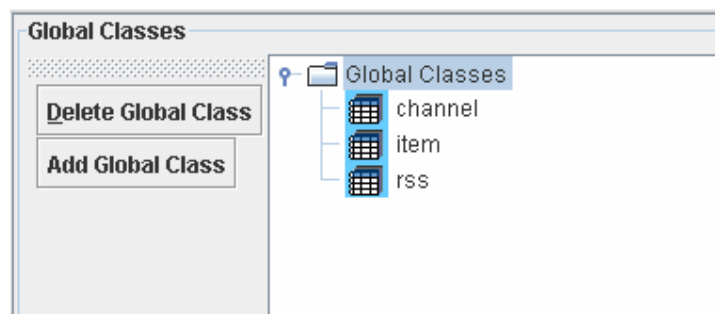 Global Classes
Delete Global Class
Add Global Class
Global Classes
channel
item
rss